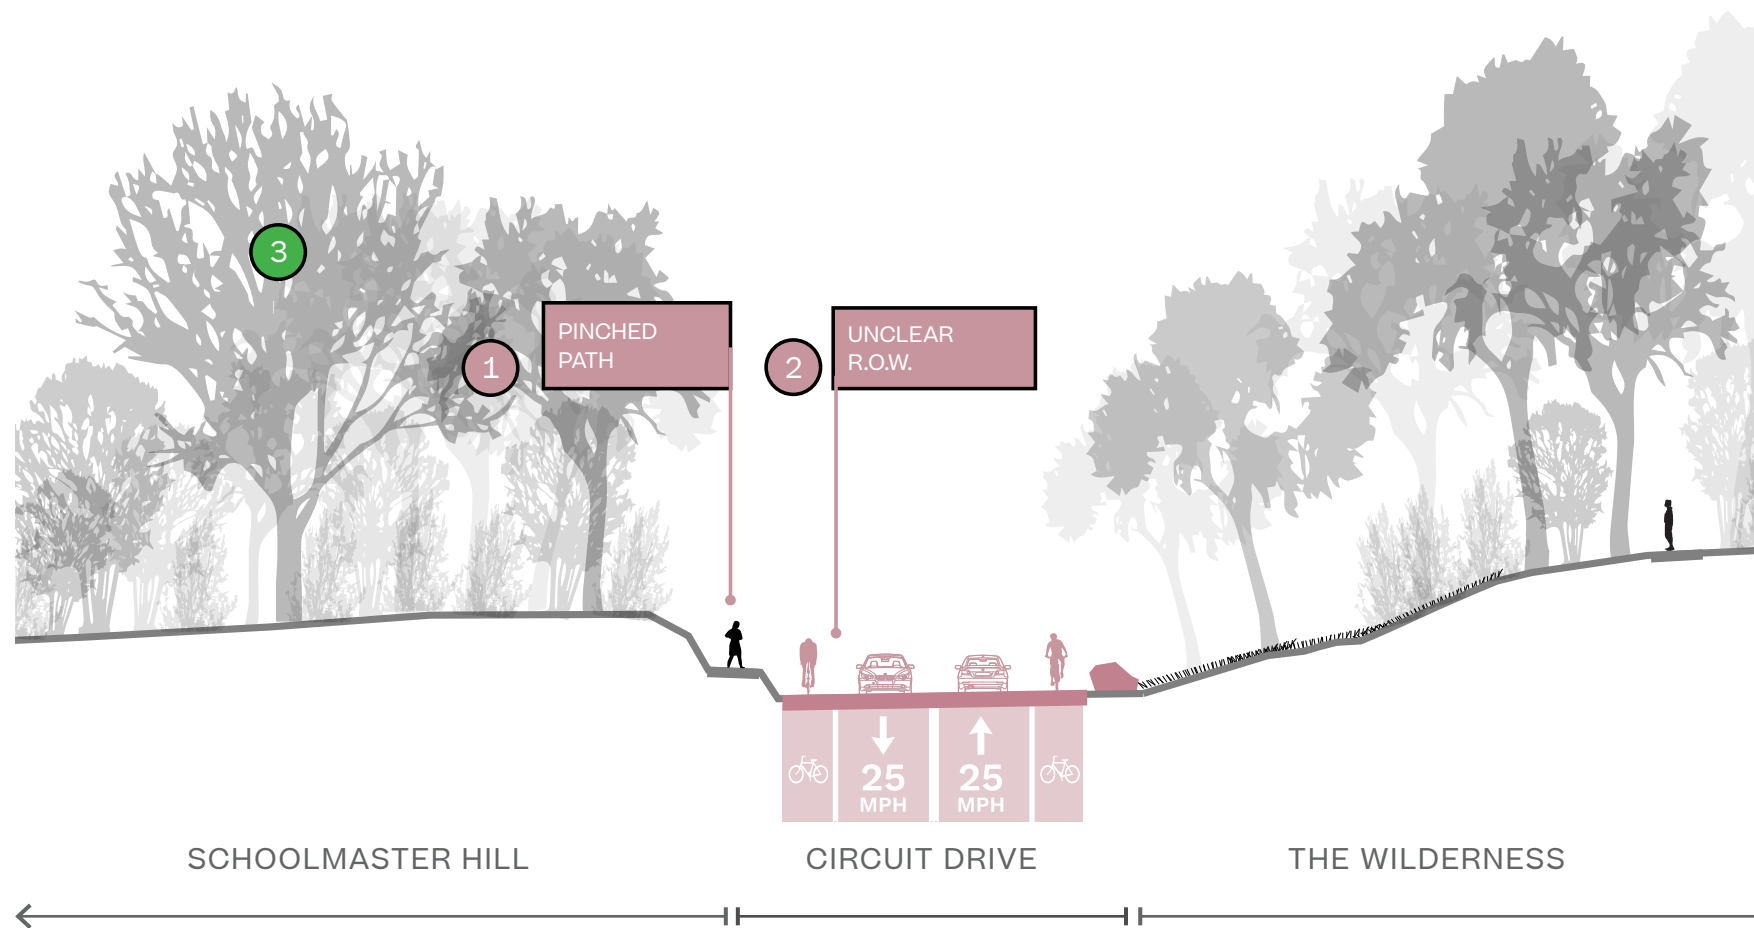 3
PINCHED
PATH
1
UNCLEAR
R.O.W.
2
25
MPH
25
MPH
SCHOOLMASTER HILL
CIRCUIT DRIVE
THE WILDERNESS